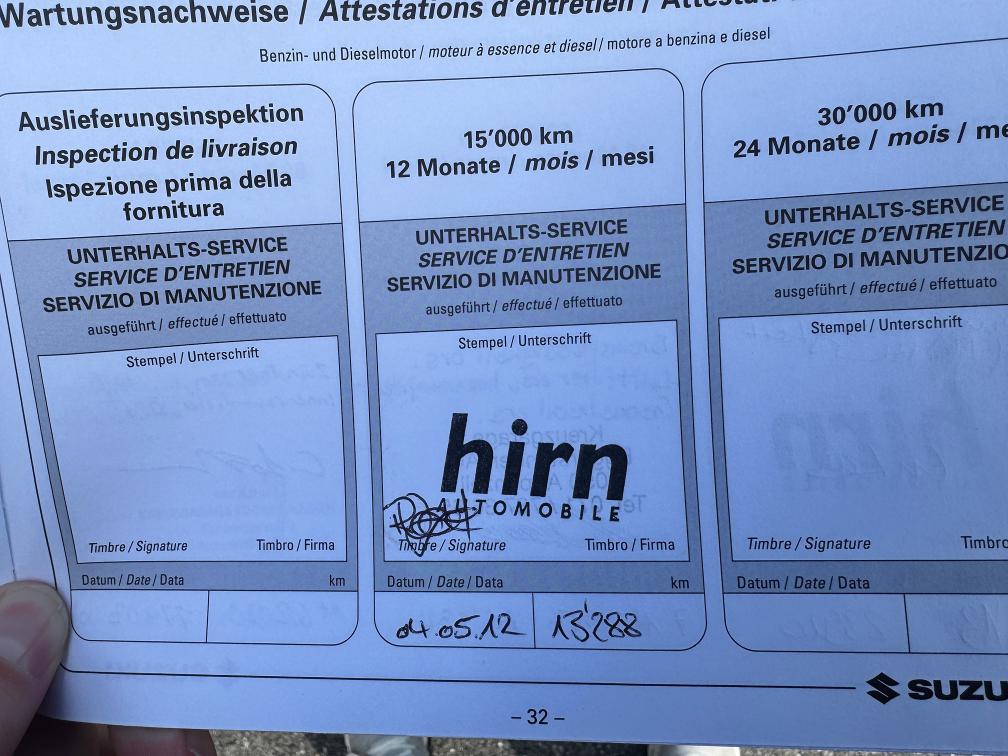 Wartungsnachweise / Attestations d'entretien / Attestati
Benzin- und Dieselmotor / moteur à essence et diesel / motore a benzina e diesel
Auslieferungsinspektion
Inspection de livraison
Ispezione prima della
fornitura
UNTERHALTS-SERVICE
SERVICE D'ENTRETIEN
SERVIZIO DI MANUTENZIONE
ausgeführt / effectué / effettuato
Stempel / Unterschrift
Timbre / Signature Timbro / Firma
Datum / Date / Data km
15'000 km
12 Monate / mois / mesi
UNTERHALTS-SERVICE
SERVICE D'ENTRETIEN
SERVIZIO DI MANUTENZIONE
ausgeführt / effectué / effettuato
Stempel / Unterschrift
hirn
AUTOMOBILE
Timbre / Signature Timbro / Firma
Datum / Date / Data km
04.05.12 13'288
30'000 km
24 Monate / mois / me
UNTERHALTS-SERVICE
SERVICE D'ENTRETIEN
SERVIZIO DI MANUTENZIO
ausgeführt / effectué / effettuato
Stempel / Unterschrift
Timbre / Signature Timbro
Datum / Date / Data
SUZU
– 32 –